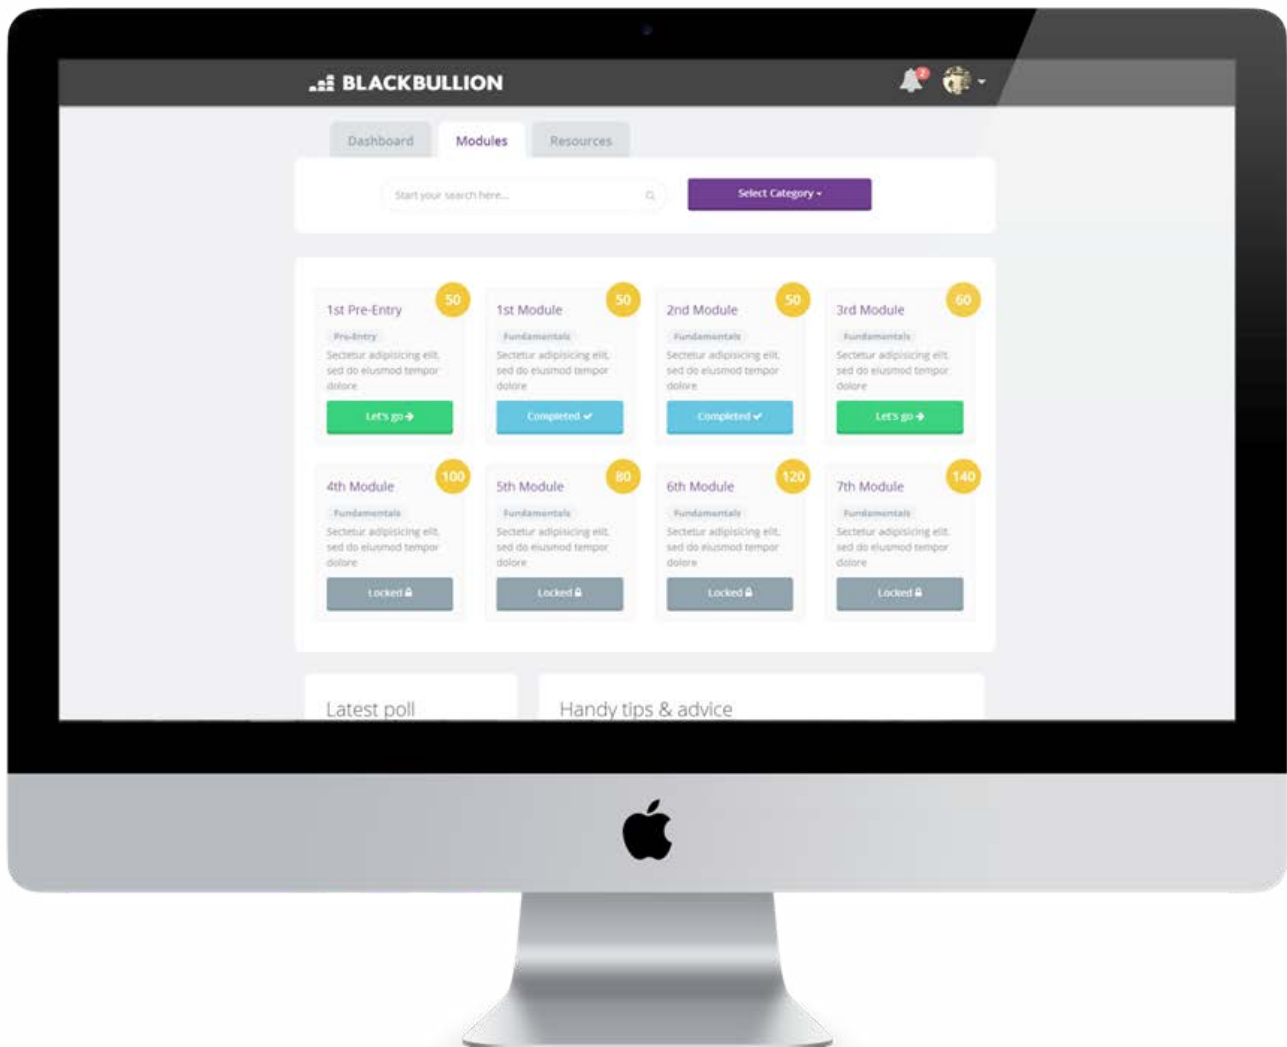 BLACKBULLION
2
Dashboard
Modules
Resources
Start your search here...
Select Category
50
1st Pre-Entry
Pre-Entry
Sectetur adipisicing elit,
sed do eiusmod tempor
dolore
Let's go
50
1st Module
Fundamentals
Sectetur adipisicing elit,
sed do eiusmod tempor
dolore
Completed
50
2nd Module
Fundamentals
Sectetur adipisicing elit,
sed do eiusmod tempor
dolore
Completed
60
3rd Module
Fundamentals
Sectetur adipisicing elit,
sed do eiusmod tempor
dolore
Let's go
100
4th Module
Fundamentals
Sectetur adipisicing elit,
sed do eiusmod tempor
dolore
Locked
80
5th Module
Fundamentals
Sectetur adipisicing elit,
sed do eiusmod tempor
dolore
Locked
120
6th Module
Fundamentals
Sectetur adipisicing elit,
sed do eiusmod tempor
dolore
Locked
140
7th Module
Fundamentals
Sectetur adipisicing elit,
sed do eiusmod tempor
dolore
Locked
Latest poll
Handy tips & advice